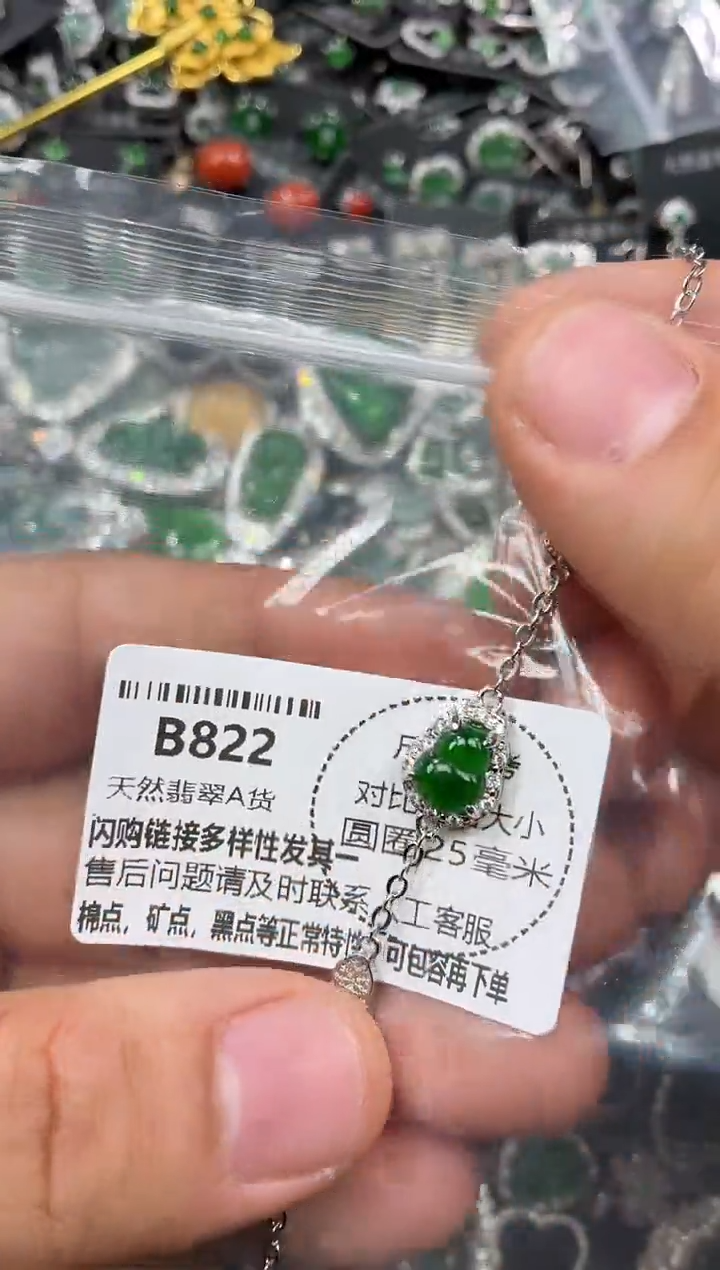 B822
天然翡翠A货
闪购链接多样性发其一
售后问题请及时联系 工客服
棉点，矿点，黑点等正常特性 可包容再下单
对比 大小
圆圈25毫米